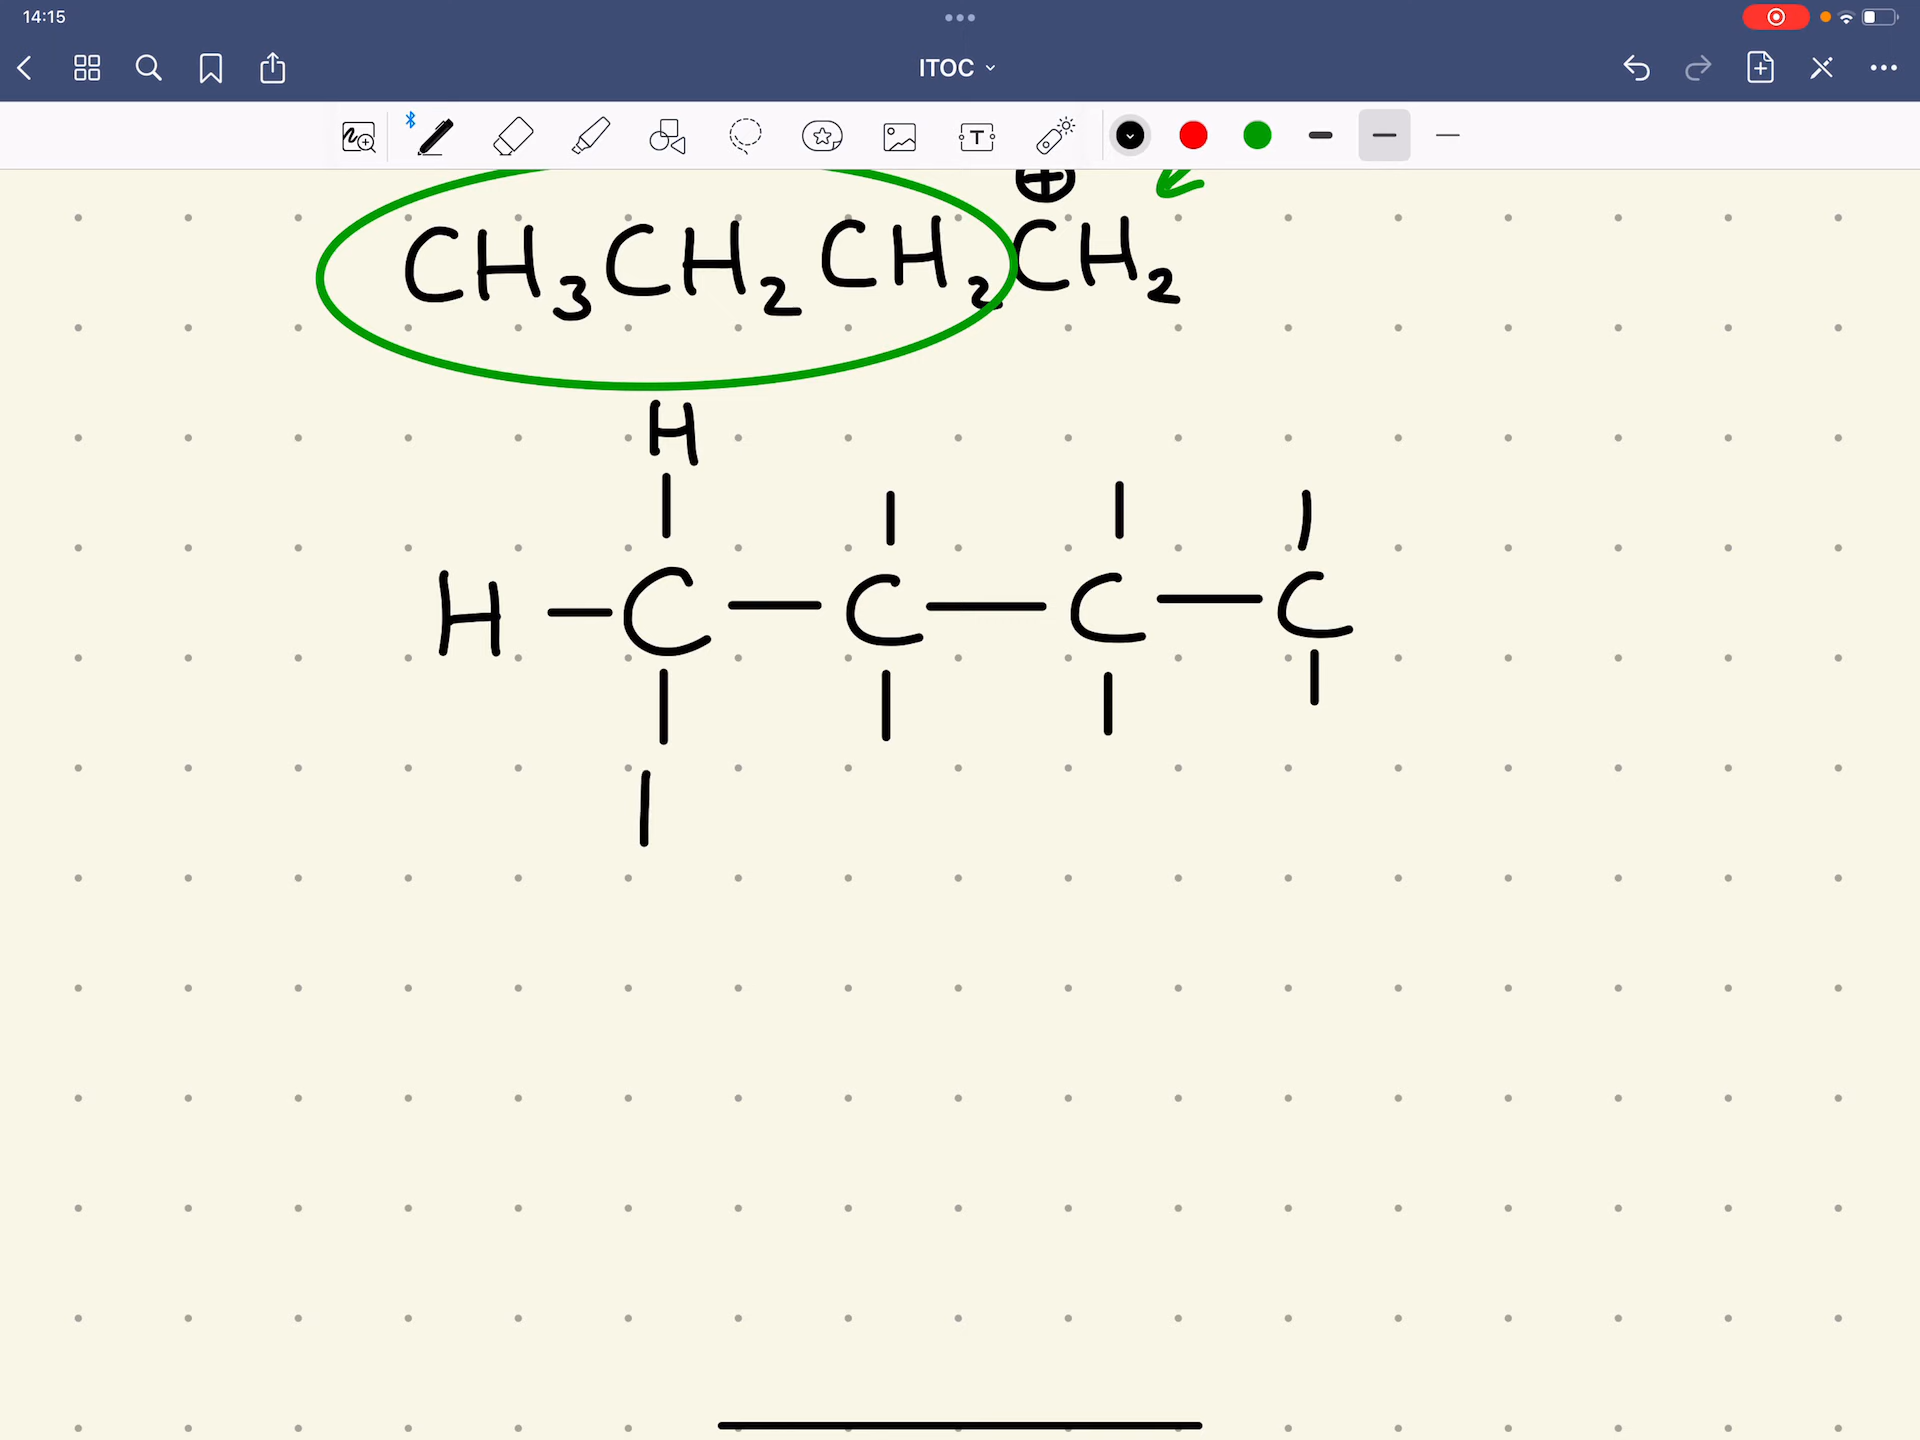 14:15
ITOC
T
⊕
CH₃CH₂CH₂CH₂
H
H – C – C – C – C